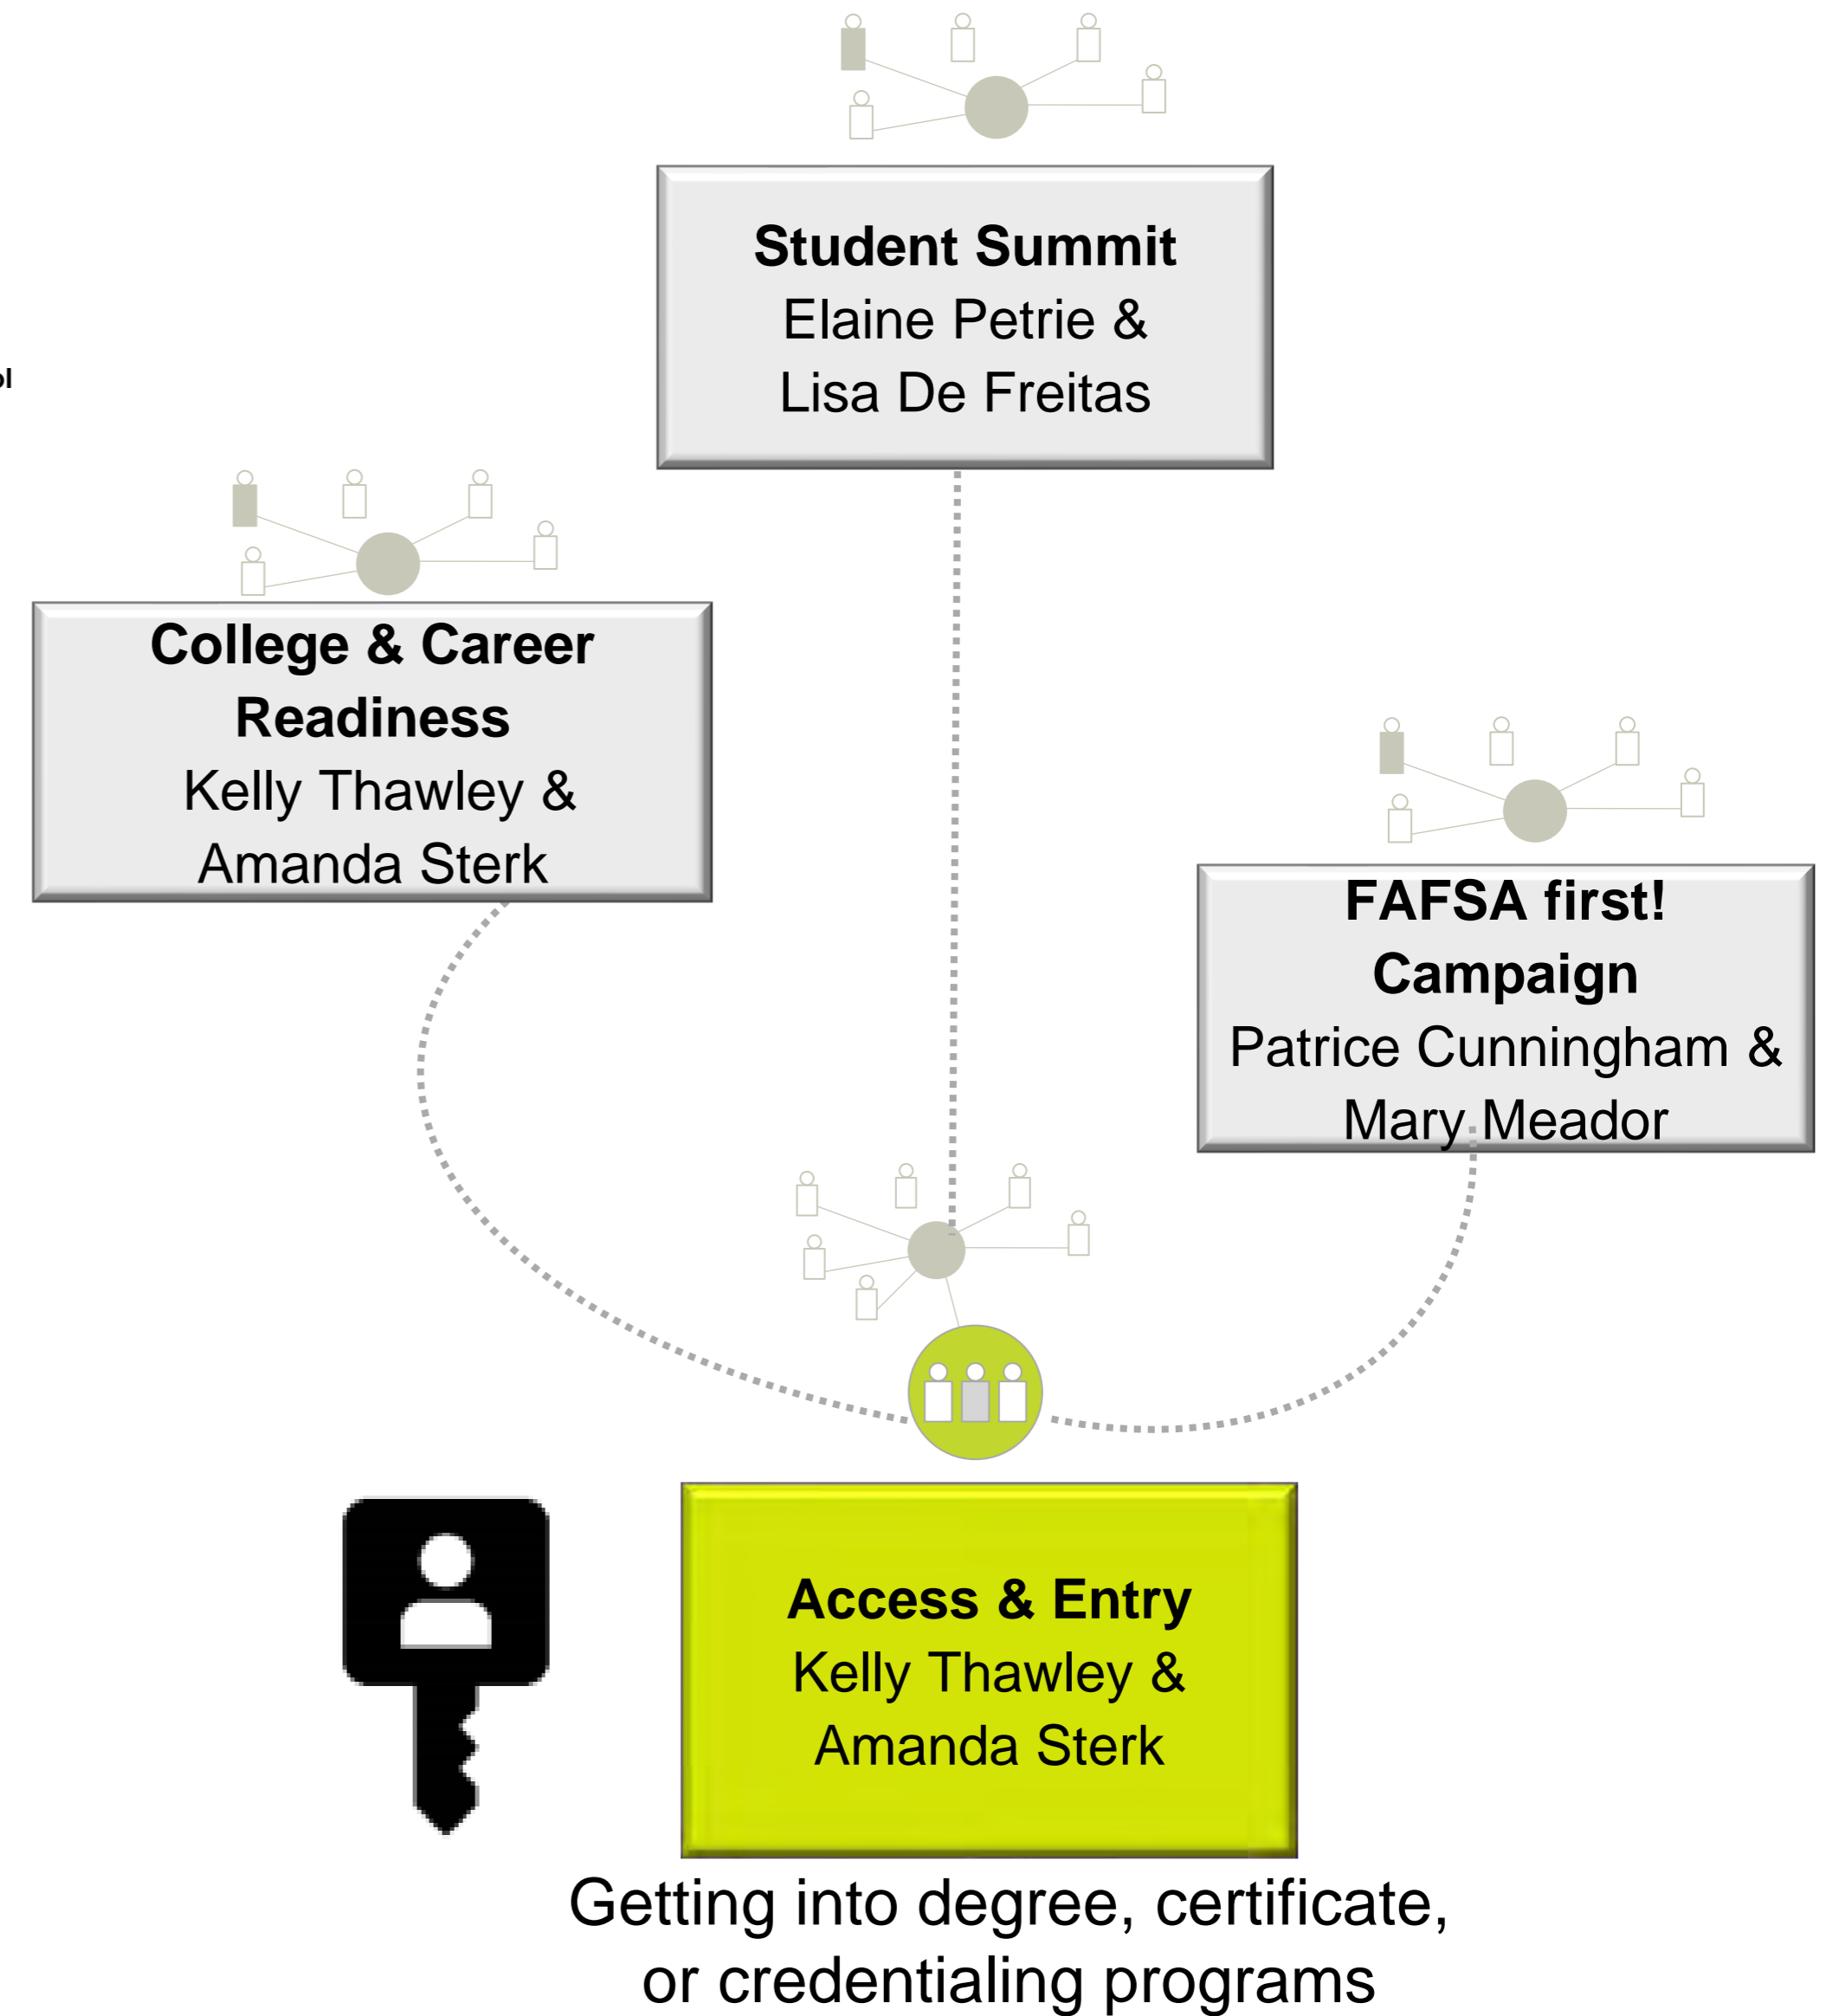 Student Summit
Elaine Petrie &
Lisa De Freitas
College & Career
Readiness
Kelly Thawley &
Amanda Sterk
FAFSA first!
Campaign
Patrice Cunningham &
Mary Meador
Access & Entry
Kelly Thawley &
Amanda Sterk
Getting into degree, certificate,
or credentialing programs